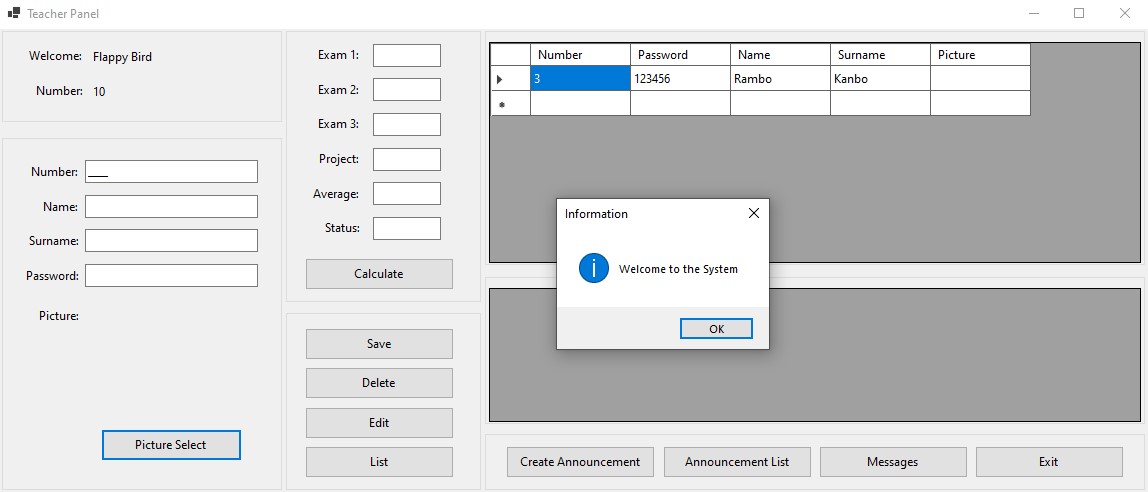 Teacher Panel
Welcome: Flappy Bird
Number: 10
Number: ___
Name:
Surname:
Password:
Picture:
Picture Select
Exam 1:
Exam 2:
Exam 3:
Project:
Average:
Status:
Calculate
Save
Delete
Edit
List
Number Password Name Surname Picture
3 123456 Rambo Kanbo
Information
Welcome to the System
OK
Create Announcement
Announcement List
Messages
Exit